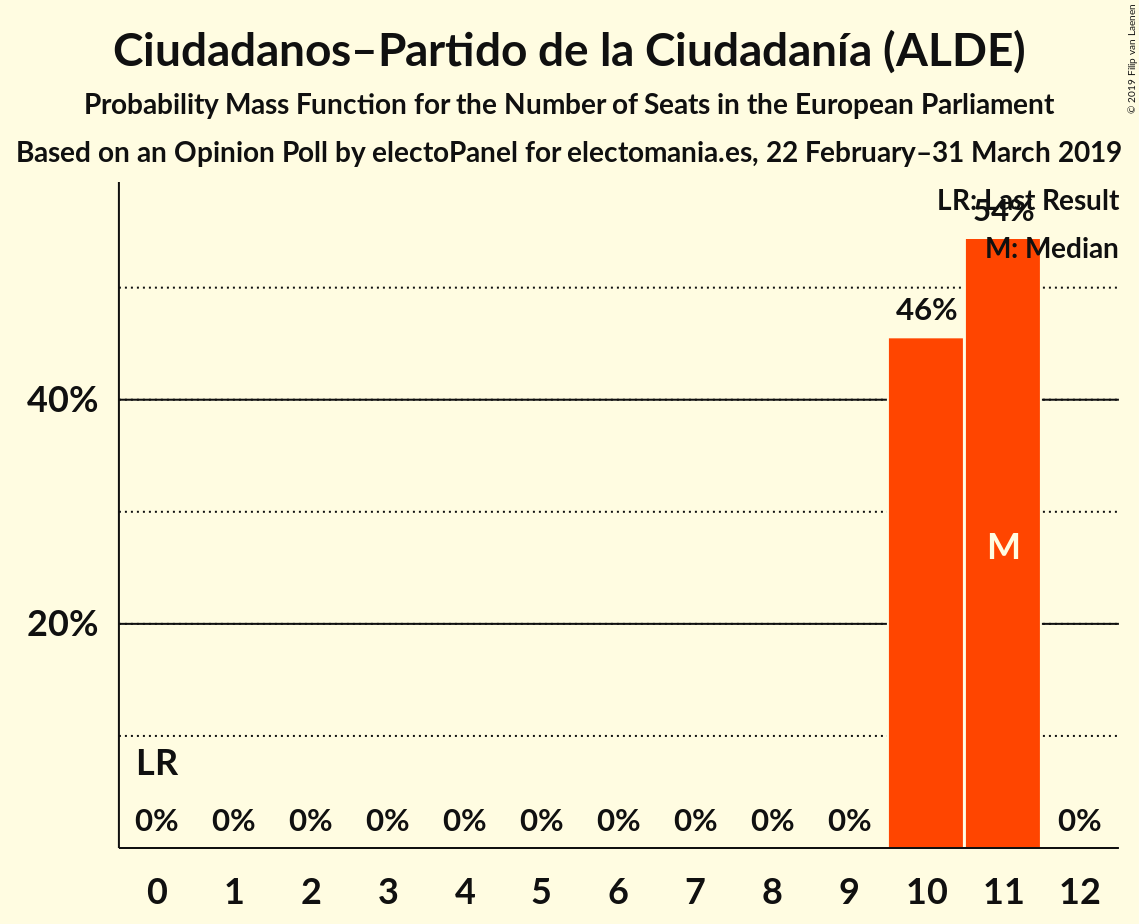 Ciudadanos–Partido de la Ciudadanía (ALDE)
Probability Mass Function for the Number of Seats in the European Parliament
Based on an Opinion Poll by electoPanel for electomania.es, 22 February–31 March 2019
© 2019 Filip van Laenen
LR: Last Result
54%
M: Median
46%
40%
M
20%
LR
0% 0% 0% 0% 0% 0% 0% 0% 0% 0% 0%
0 1 2 3 4 5 6 7 8 9 10 11 12